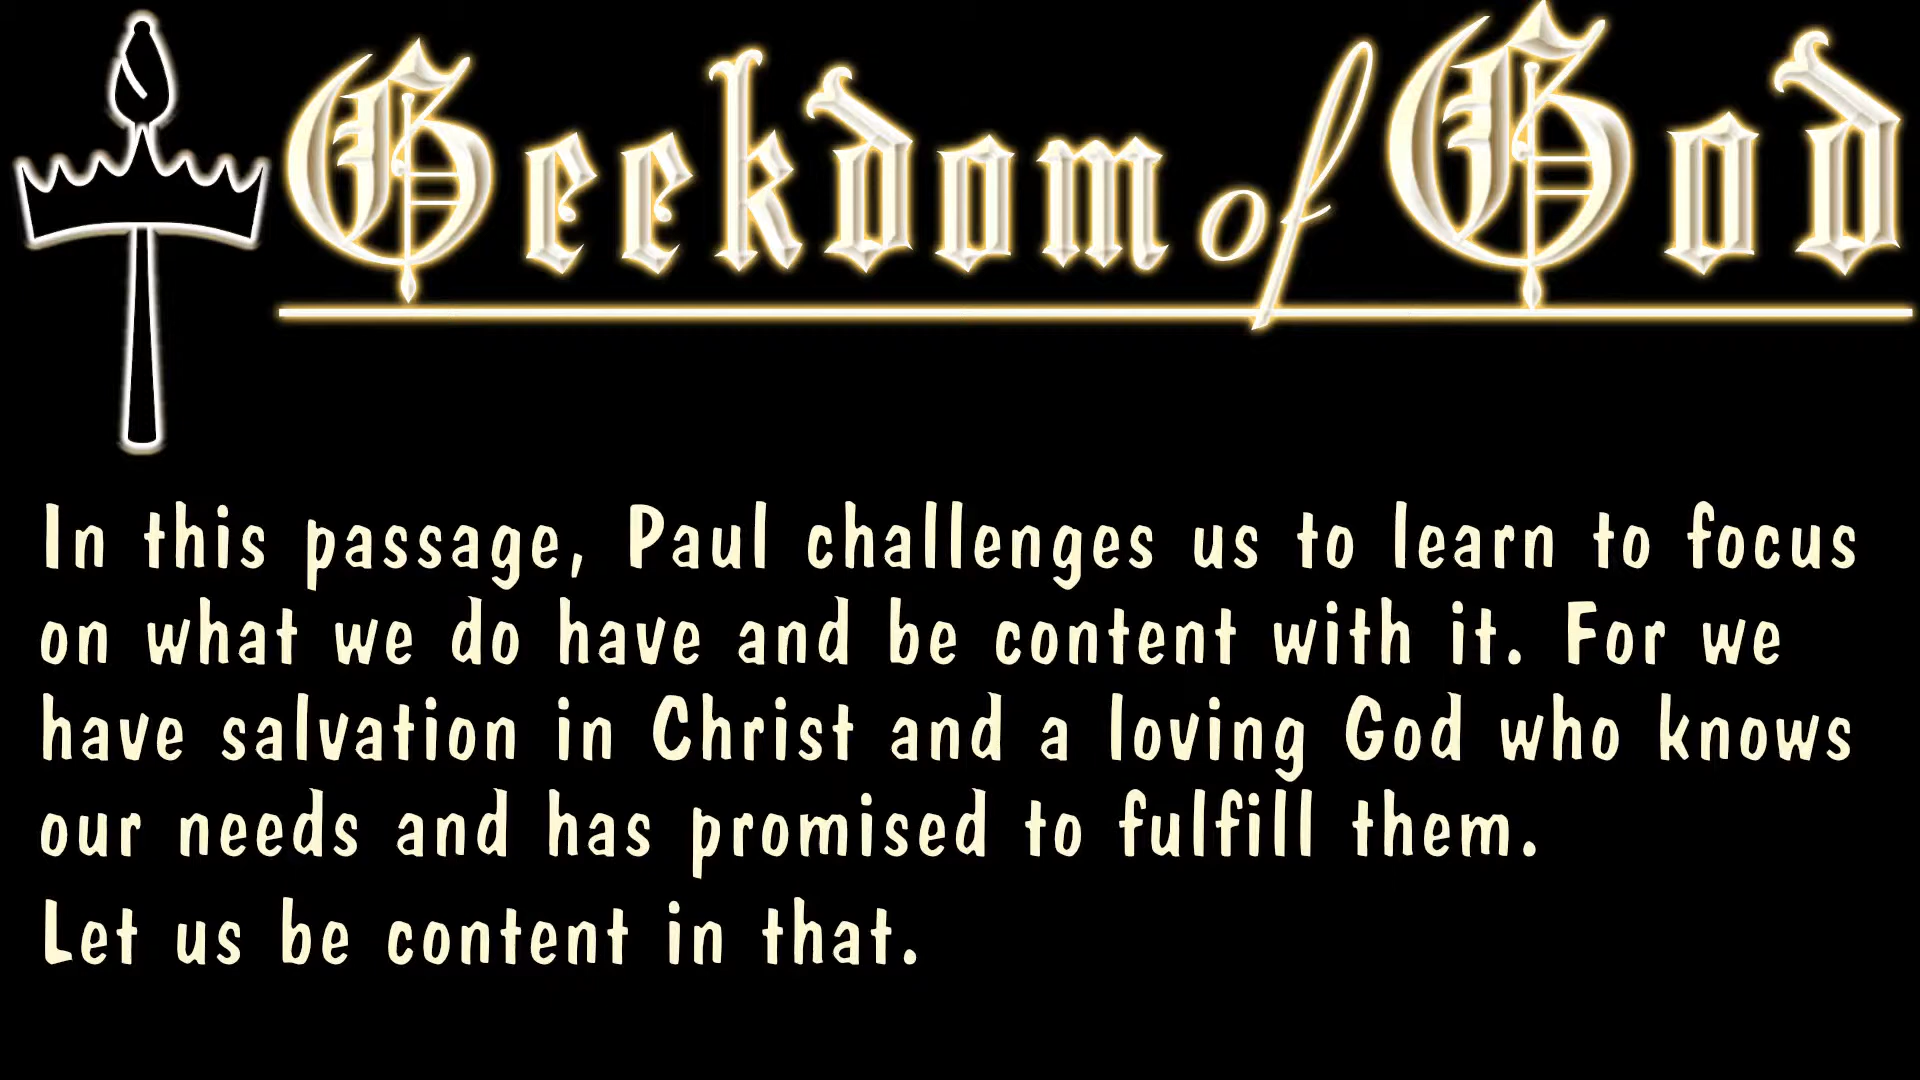 Geekdom of God
In this passage, Paul challenges us to learn to focus
on what we do have and be content with it. For we
have salvation in Christ and a loving God who knows
our needs and has promised to fulfill them.
Let us be content in that.